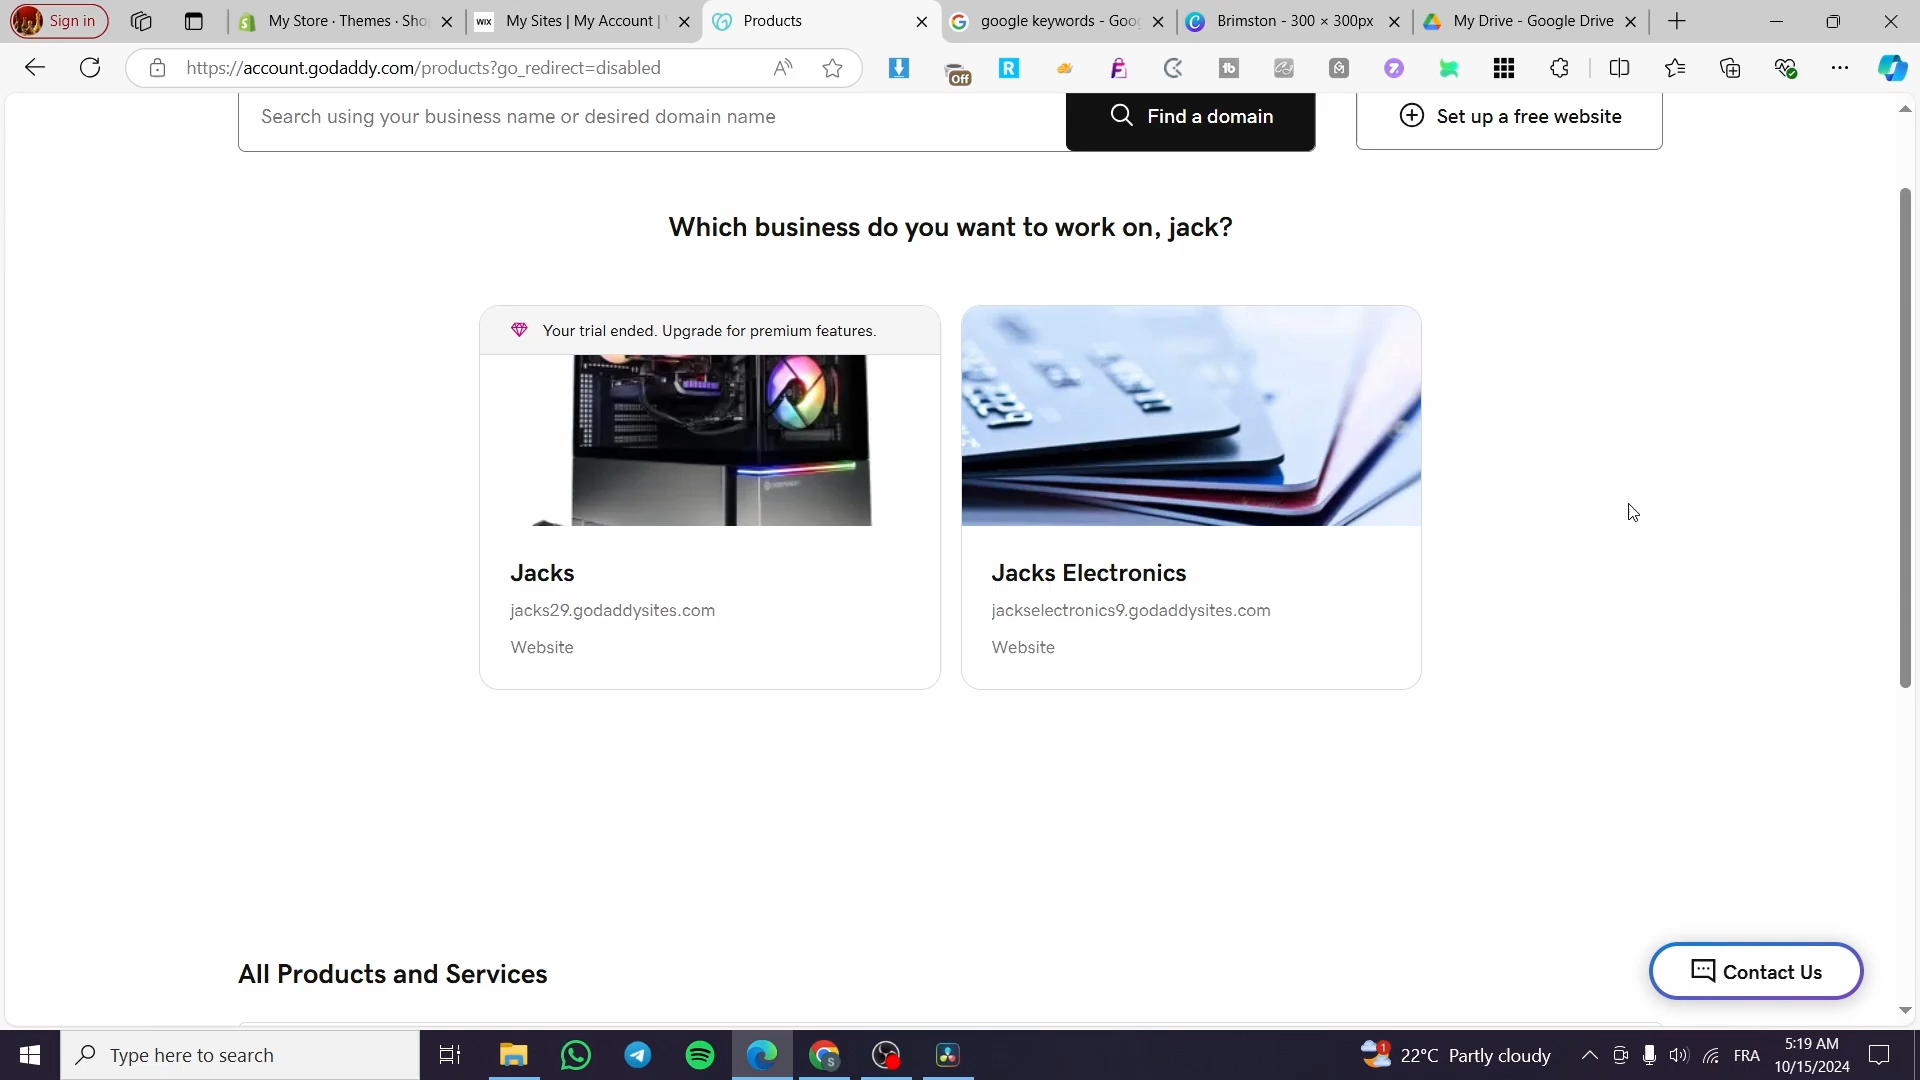 Sign in
My Store · Themes · Sho
WIX
My Sites | My Account |
Products
google keywords - Goo
Brimston - 300 × 300px
My Drive - Google Drive
https://account.godaddy.com/products?go_redirect=disabled
Off
Search using your business name or desired domain name
Find a domain
Set up a free website
Which business do you want to work on, jack?
Your trial ended. Upgrade for premium features.
Jacks
jacks29.godaddysites.com
Website
Jacks Electronics
jackselectronics9.godaddysites.com
Website
All Products and Services
Contact Us
Type here to search
22°C Partly cloudy
FRA
5:19 AM
10/15/2024